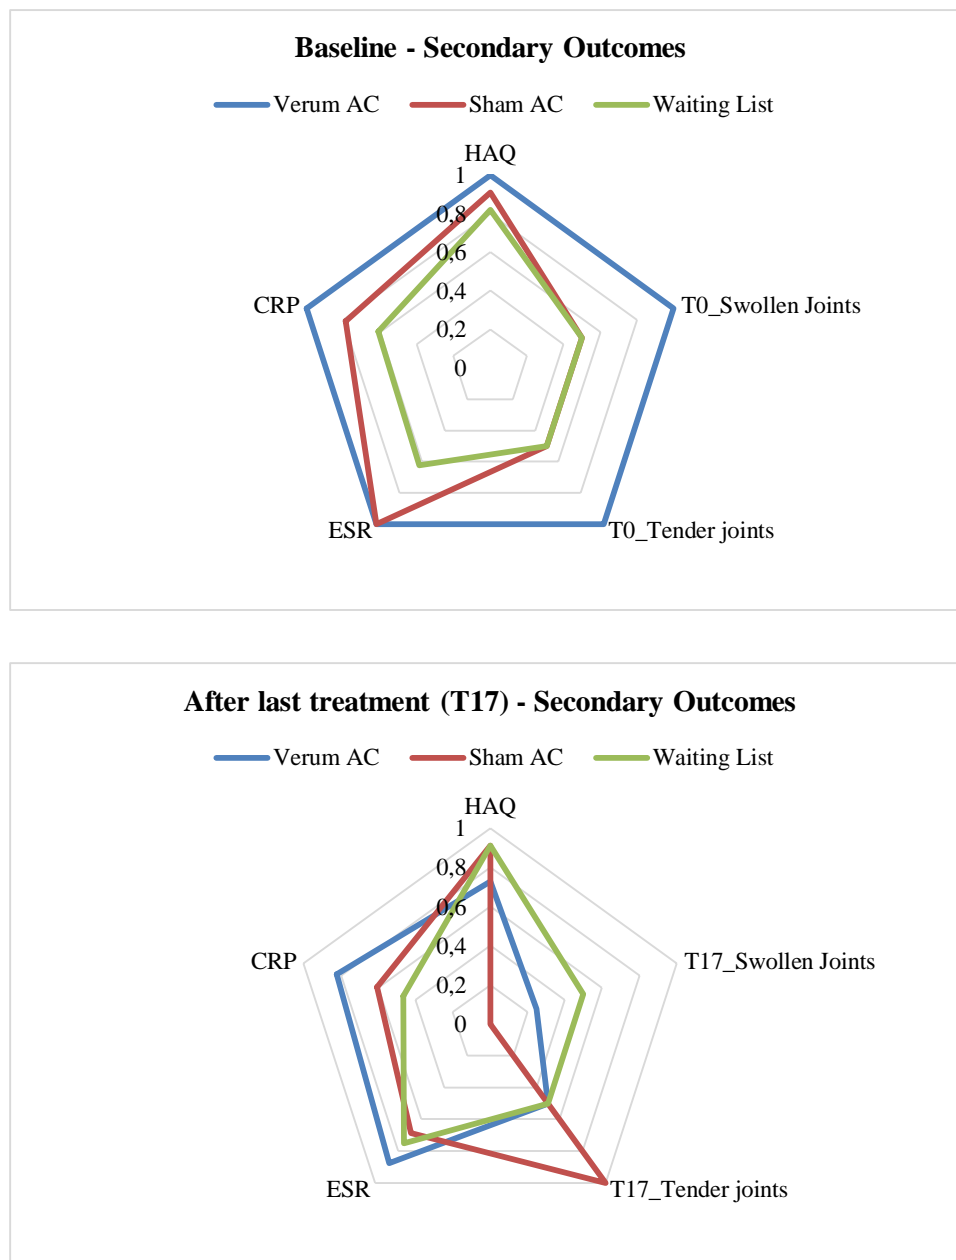 Baseline - Secondary Outcomes
Verum AC Sham AC Waiting List
HAQ
1
0,8
0,6
0,4
0,2
0
CRP
T0_Swollen Joints
ESR
T0_Tender joints
After last treatment (T17) - Secondary Outcomes
Verum AC Sham AC Waiting List
HAQ
1
0,8
0,6
0,4
0,2
0
CRP
T17_Swollen Joints
ESR
T17_Tender joints